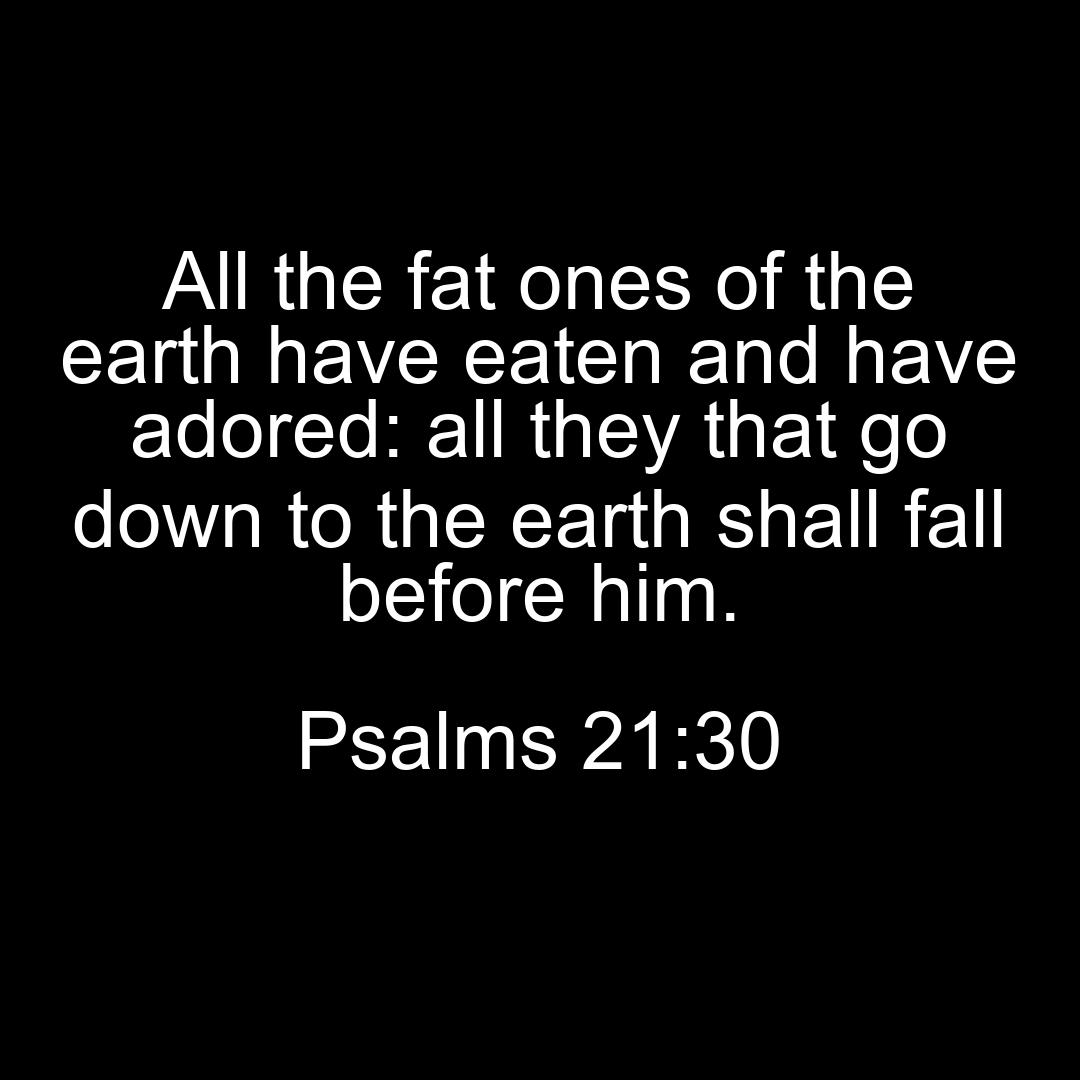 All the fat ones of the
earth have eaten and have
adored: all they that go
down to the earth shall fall
before him.
Psalms 21:30